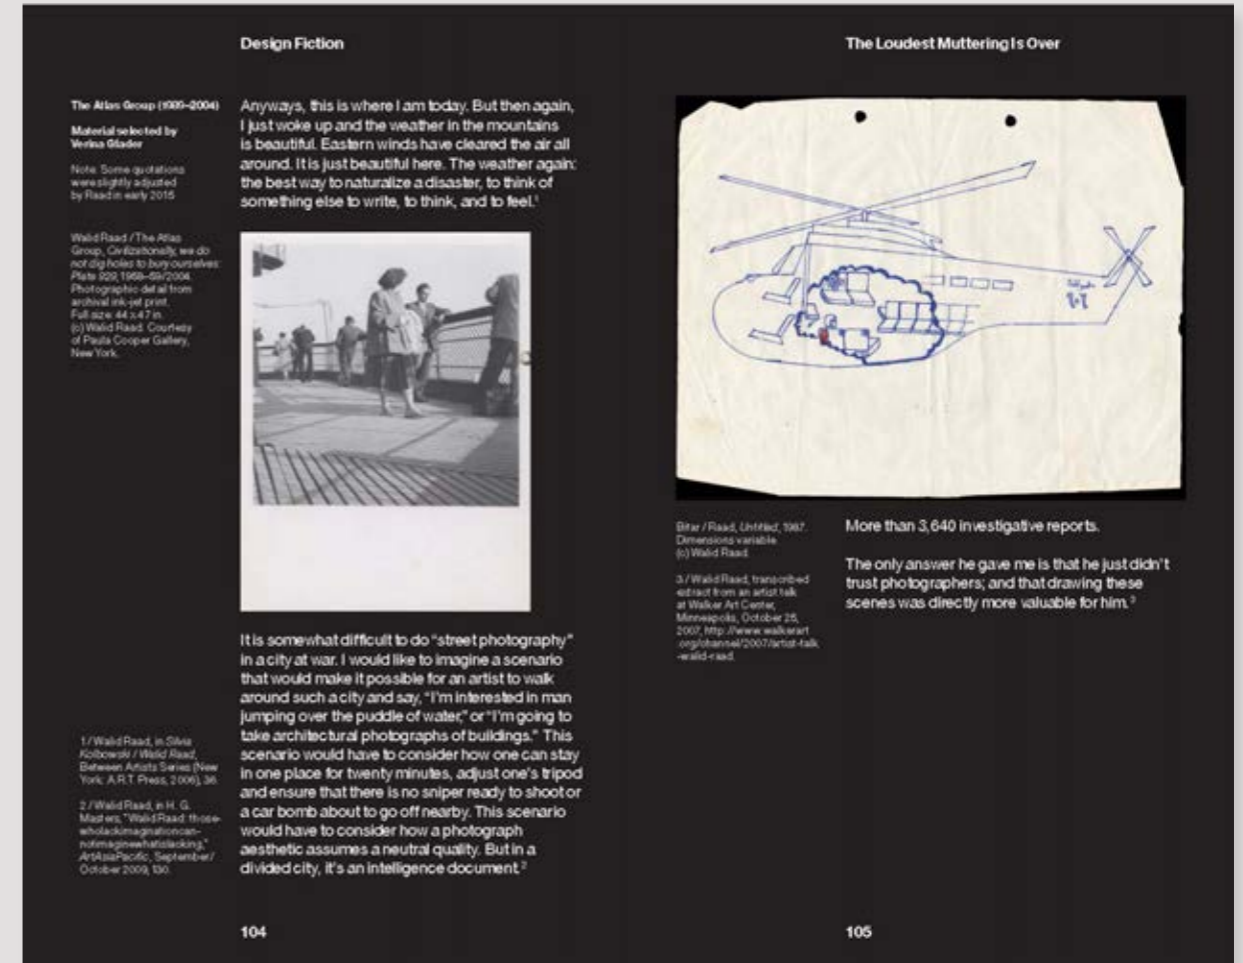 Design Fiction
The Atlas Group (1989–2004)
Material selected by
Verina Glader
Note: Some quotations
were slightly adjusted
by Raad in early 2015
Anyways, this is where I am today. But then again,
I just woke up and the weather in the mountains
is beautiful. Eastern winds have cleared the air all
around. It is just beautiful here. The weather again:
the best way to naturalize a disaster, to think of
something else to write, to think, and to feel.¹
Walid Raad / The Atlas
Group, Civilizationally, we do
not dig holes to bury ourselves:
Plate 929, 1958–59/2004.
Photographic detail from
archival ink-jet print.
Full size: 44 x 47 in.
(c) Walid Raad. Courtesy
of Paula Cooper Gallery,
New York.
It is somewhat difficult to do “street photography”
in a city at war. I would like to imagine a scenario
that would make it possible for an artist to walk
around such a city and say, “I’m interested in man
jumping over the puddle of water,” or “I’m going to
take architectural photographs of buildings.” This
scenario would have to consider how one can stay
in one place for twenty minutes, adjust one’s tripod
and ensure that there is no sniper ready to shoot or
a car bomb about to go off nearby. This scenario
would have to consider how a photograph
aesthetic assumes a neutral quality. But in a
divided city, it’s an intelligence document.²
1 / Walid Raad, in Silvia
Kolbowski / Walid Raad,
Between Artists Series (New
York: A.R.T. Press, 2006), 36.
2 / Walid Raad, in H. G.
Masters, “Walid Raad: those-
wholackimaginationcan-
notimaginewhatislacking,”
ArtAsiaPacific, September/
October 2009, 130.
104
The Loudest Muttering Is Over
Bitar / Raad, Untitled, 1987.
Dimensions variable.
(c) Walid Raad.
3 / Walid Raad, transcribed
extract from an artist talk
at Walker Art Center,
Minneapolis, October 25,
2007, http://www.walkerart
.org/channel/2007/artist-talk
-walid-raad.
More than 3,640 investigative reports.
The only answer he gave me is that he just didn’t
trust photographers; and that drawing these
scenes was directly more valuable for him.³
105